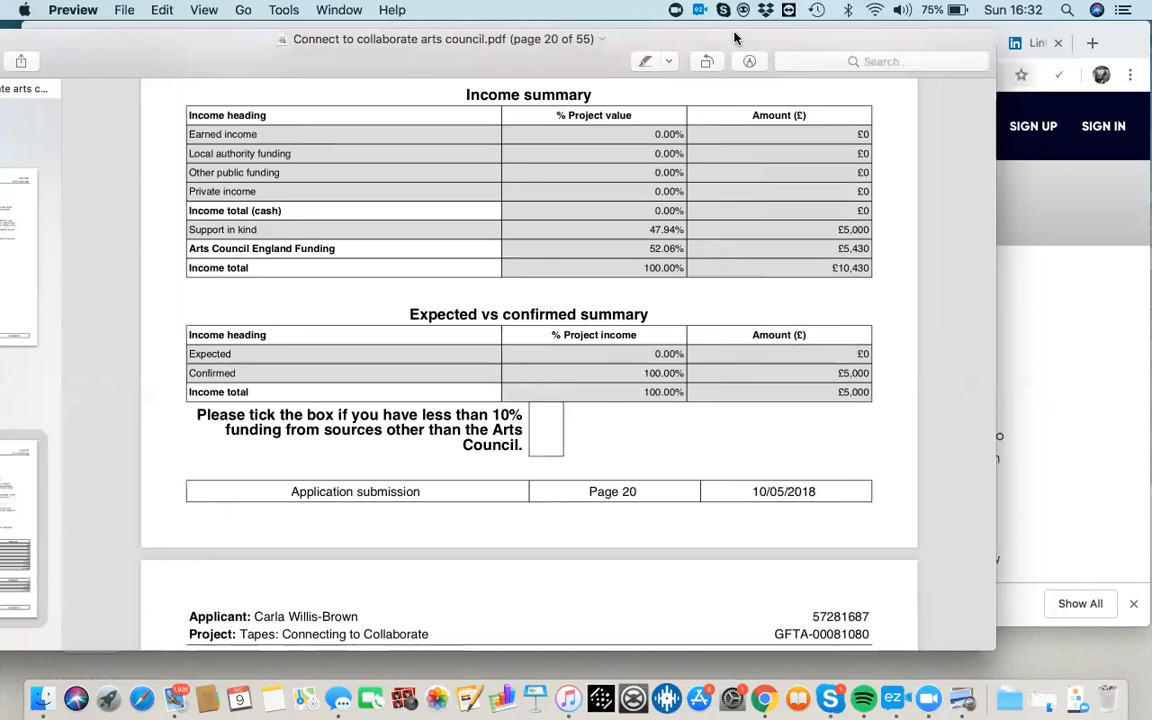 Preview File Edit View Go Tools Window Help 75% Sun 16:32
Connect to collaborate arts council.pdf (page 20 of 55)
Search
ate arts c...
SIGN UP SIGN IN
Income summary
Income heading % Project value Amount (£)
Earned income 0.00% £0
Local authority funding 0.00% £0
Other public funding 0.00% £0
Private income 0.00% £0
Income total (cash) 0.00% £0
Support in kind 47.94% £5,000
Arts Council England Funding 52.06% £5,430
Income total 100.00% £10,430
Expected vs confirmed summary
Income heading % Project income Amount (£)
Expected 0.00% £0
Confirmed 100.00% £5,000
Income total 100.00% £5,000
Please tick the box if you have less than 10%
funding from sources other than the Arts
Council.
Application submission Page 20 10/05/2018
Show All
Applicant: Carla Willis-Brown 57281687
Project: Tapes: Connecting to Collaborate GFTA-00081080